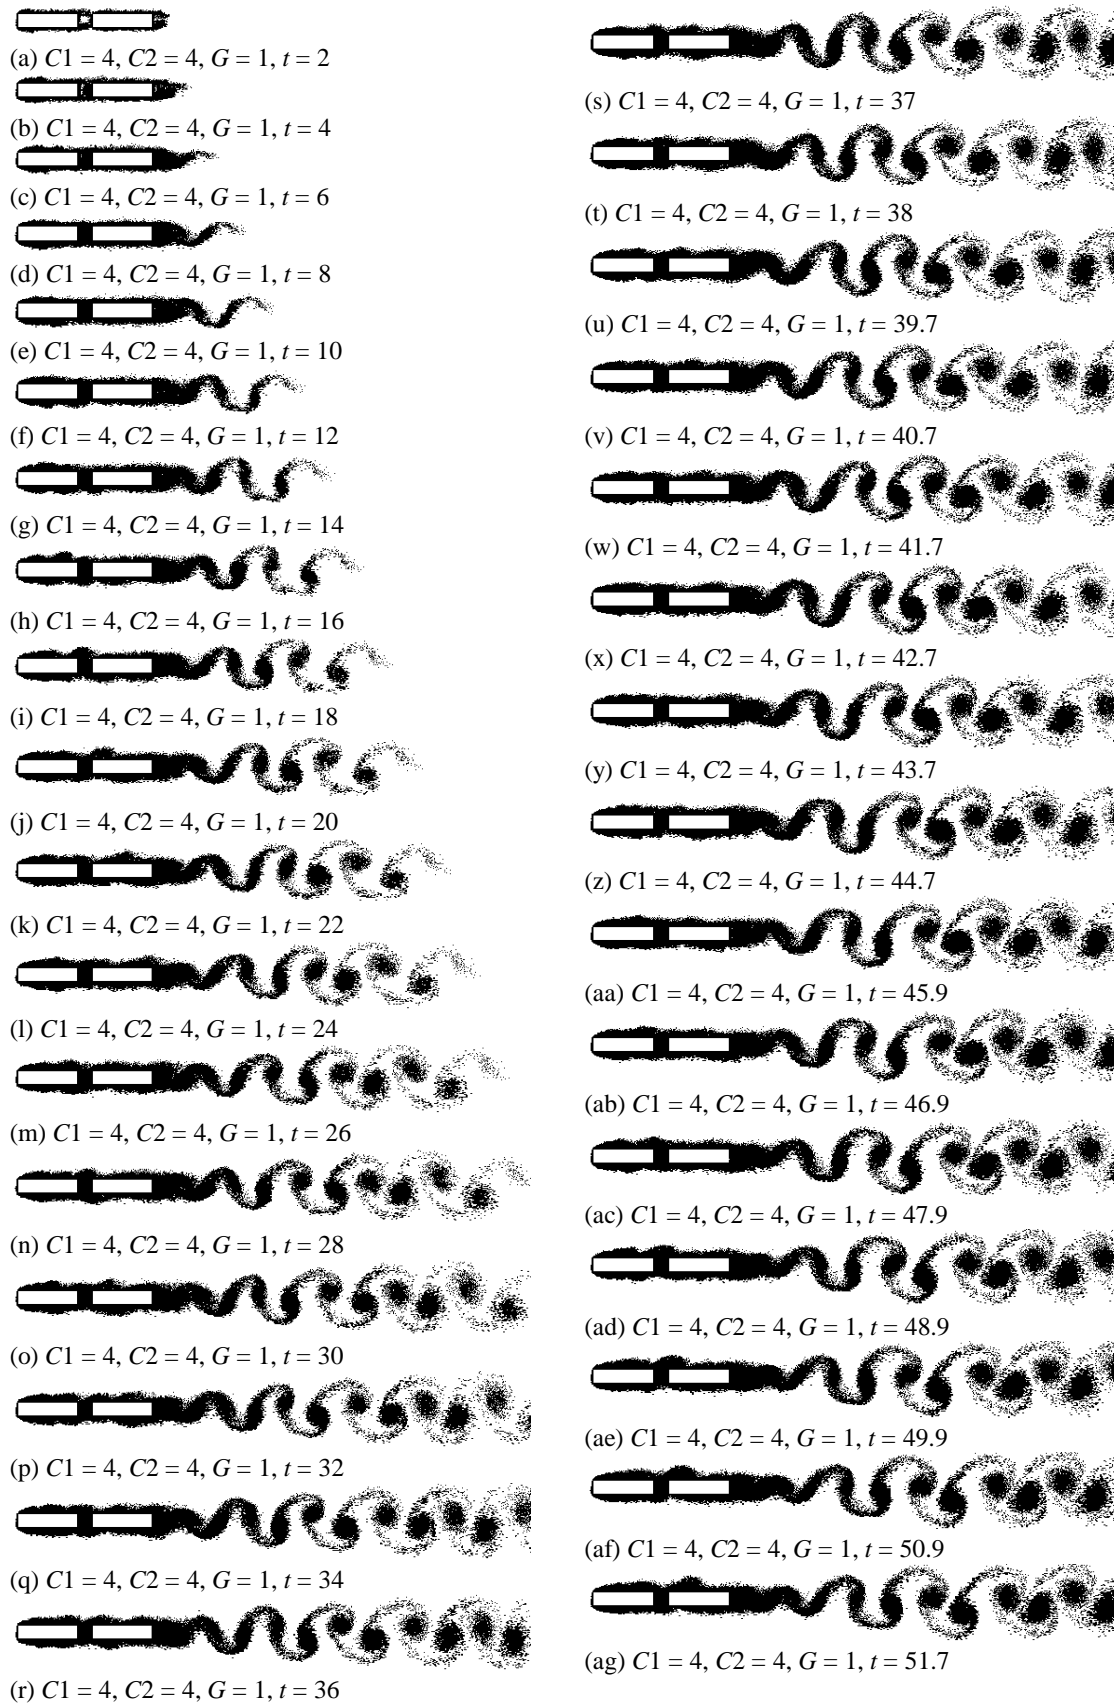 (a) C1 = 4, C2 = 4, G = 1, t = 2
(b) C1 = 4, C2 = 4, G = 1, t = 4
(c) C1 = 4, C2 = 4, G = 1, t = 6
(d) C1 = 4, C2 = 4, G = 1, t = 8
(e) C1 = 4, C2 = 4, G = 1, t = 10
(f) C1 = 4, C2 = 4, G = 1, t = 12
(g) C1 = 4, C2 = 4, G = 1, t = 14
(h) C1 = 4, C2 = 4, G = 1, t = 16
(i) C1 = 4, C2 = 4, G = 1, t = 18
(j) C1 = 4, C2 = 4, G = 1, t = 20
(k) C1 = 4, C2 = 4, G = 1, t = 22
(l) C1 = 4, C2 = 4, G = 1, t = 24
(m) C1 = 4, C2 = 4, G = 1, t = 26
(n) C1 = 4, C2 = 4, G = 1, t = 28
(o) C1 = 4, C2 = 4, G = 1, t = 30
(p) C1 = 4, C2 = 4, G = 1, t = 32
(q) C1 = 4, C2 = 4, G = 1, t = 34
(r) C1 = 4, C2 = 4, G = 1, t = 36
(s) C1 = 4, C2 = 4, G = 1, t = 37
(t) C1 = 4, C2 = 4, G = 1, t = 38
(u) C1 = 4, C2 = 4, G = 1, t = 39.7
(v) C1 = 4, C2 = 4, G = 1, t = 40.7
(w) C1 = 4, C2 = 4, G = 1, t = 41.7
(x) C1 = 4, C2 = 4, G = 1, t = 42.7
(y) C1 = 4, C2 = 4, G = 1, t = 43.7
(z) C1 = 4, C2 = 4, G = 1, t = 44.7
(aa) C1 = 4, C2 = 4, G = 1, t = 45.9
(ab) C1 = 4, C2 = 4, G = 1, t = 46.9
(ac) C1 = 4, C2 = 4, G = 1, t = 47.9
(ad) C1 = 4, C2 = 4, G = 1, t = 48.9
(ae) C1 = 4, C2 = 4, G = 1, t = 49.9
(af) C1 = 4, C2 = 4, G = 1, t = 50.9
(ag) C1 = 4, C2 = 4, G = 1, t = 51.7